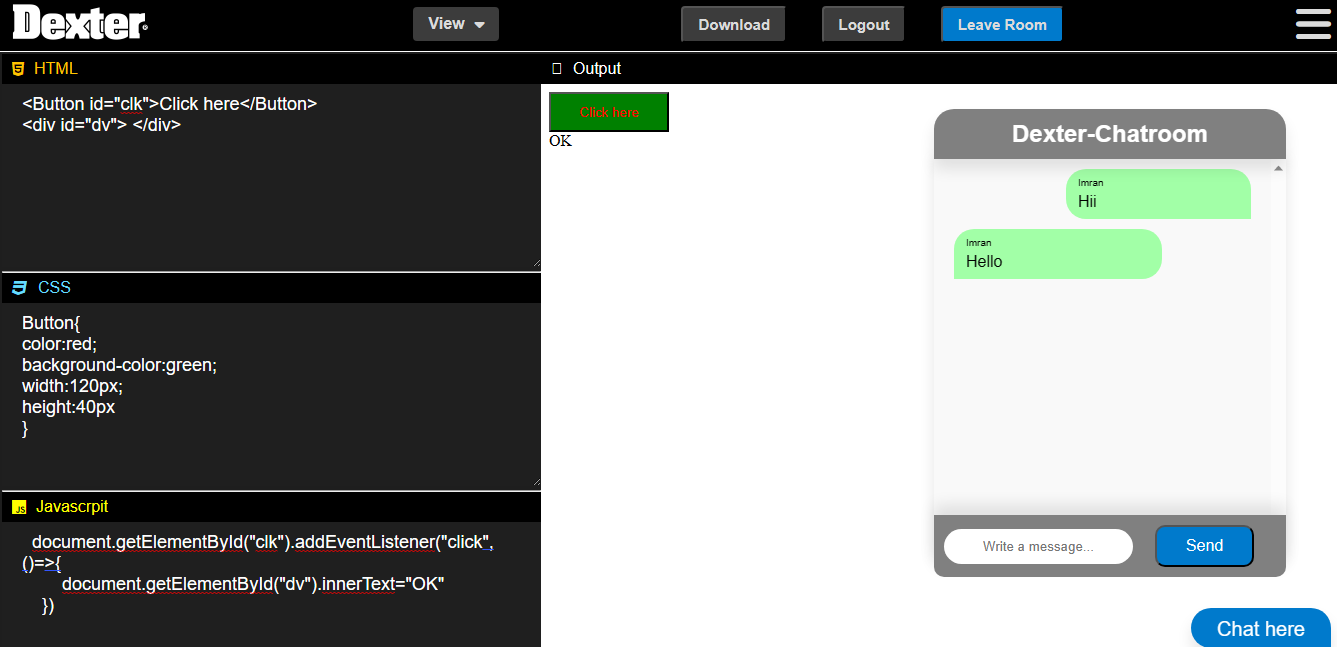 Dexter
View
Download
Logout
Leave Room
HTML
<Button id="clk">Click here</Button>
<div id="dv"> </div>
CSS
Button{
color:red;
background-color:green;
width:120px;
height:40px
}
JS
Javascrpit
document.getElementById("clk").addEventListener("click",
()=>{
document.getElementById("dv").innerText="OK"
})
Output
Click here
OK
Dexter-Chatroom
Imran
Hii
Imran
Hello
Write a message...
Send
Chat here